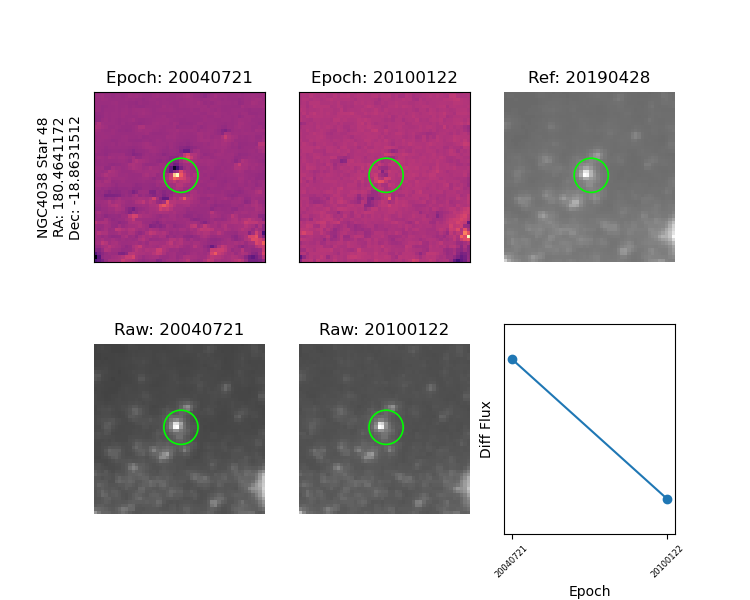 Epoch: 20040721
Epoch: 20100122
Ref: 20190428
NGC4038 Star 48
RA: 180.4641172
Dec: -18.8631512
Raw: 20040721
Raw: 20100122
Diff Flux
20040721
20100122
Epoch